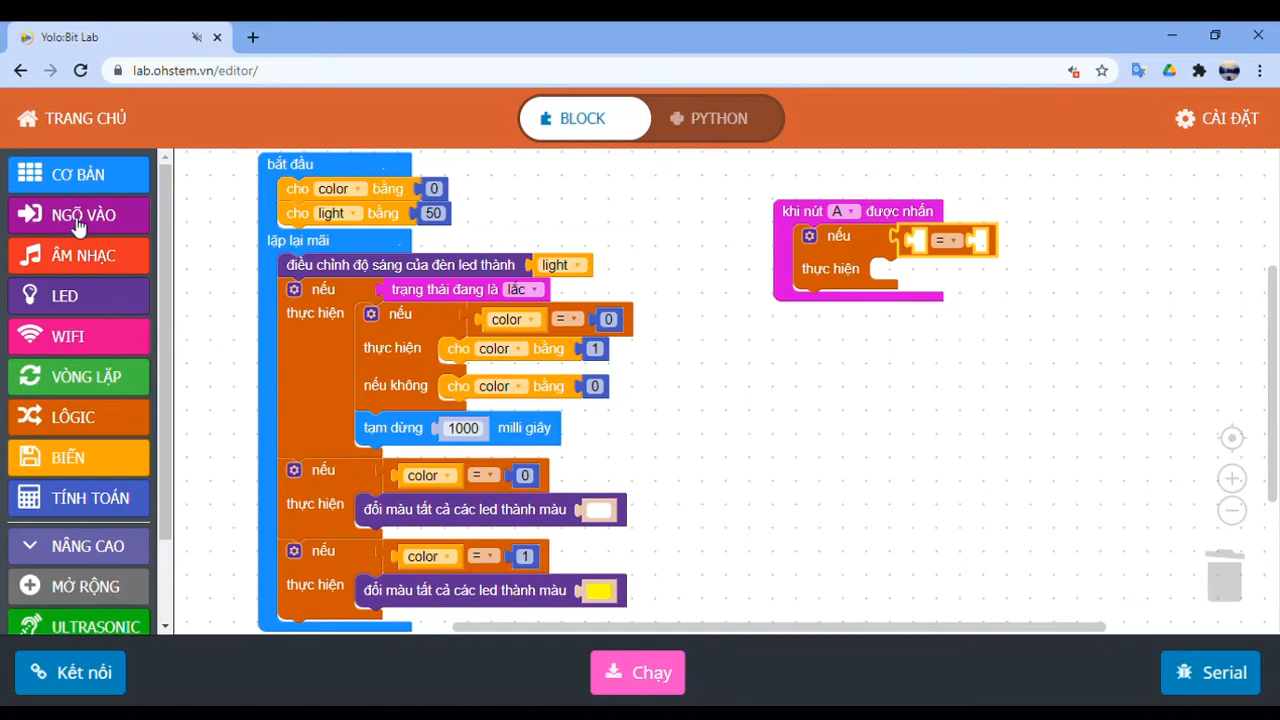 Yolo:Bit Lab
lab.ohstem.vn/editor/
TRANG CHỦ
BLOCK
PYTHON
CÀI ĐẶT
CƠ BẢN
NGÕ VÀO
ÂM NHẠC
LED
WIFI
VÒNG LẶP
LÔGIC
BIẾN
TÍNH TOÁN
NÂNG CAO
MỞ RỘNG
ULTRASONIC
bắt đầu
cho color bằng 0
cho light bằng 50
lặp lại mãi
điều chỉnh độ sáng của đèn led thành light
nếu trạng thái đang là lắc
thực hiện nếu color = 0
thực hiện cho color bằng 1
nếu không cho color bằng 0
tạm dừng 1000 milli giây
nếu color = 0
thực hiện đổi màu tất cả các led thành màu
nếu color = 1
thực hiện đổi màu tất cả các led thành màu
khi nút A được nhấn
nếu =
thực hiện
Kết nối
Chạy
Serial